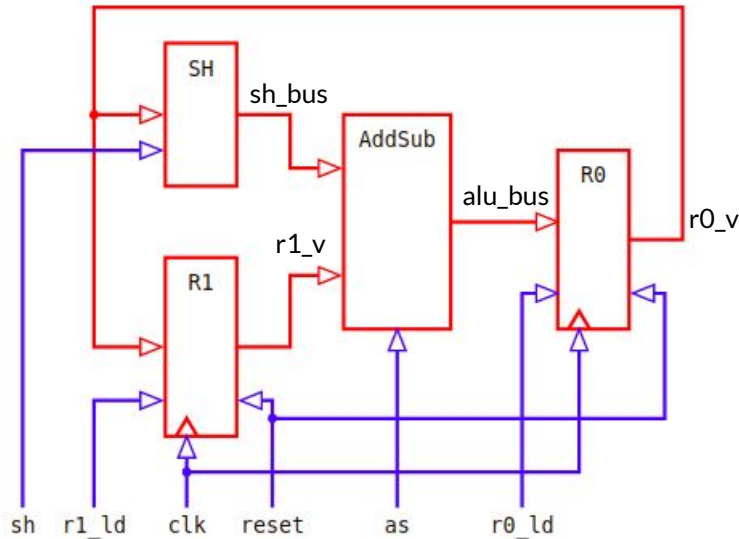 SH
sh_bus
AddSub
R0
alu_bus
r0_v
r1_v
R1
sh r1_ld clk reset as r0_ld